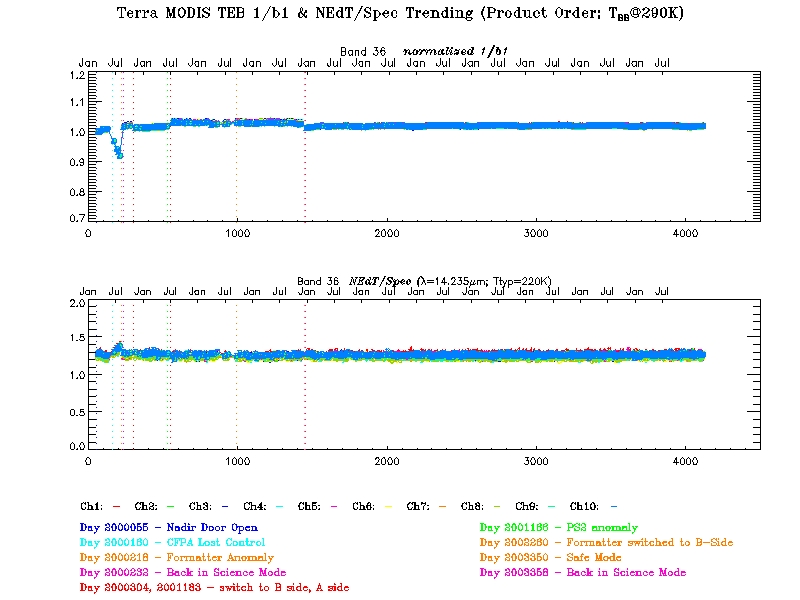 Terra MODIS TEB 1/b1 & NEdT/Spec Trending (Product Order; TBB@290K)
Band 36 normalized 1/b1
Jan Jul Jan Jul Jan Jul Jan Jul Jan Jul Jan Jul Jan Jul Jan Jul Jan Jul Jan Jul Jan Jul
1.2
1.1
1.0
0.9
0.8
0.7
0 1000 2000 3000 4000
Band 36 NEdT/Spec (λ=14.235μm; Ttyp=220K)
Jan Jul Jan Jul Jan Jul Jan Jul Jan Jul Jan Jul Jan Jul Jan Jul Jan Jul Jan Jul Jan Jul
2.0
1.5
1.0
0.5
0.0
0 1000 2000 3000 4000
Ch1: – Ch2: – Ch3: – Ch4: – Ch5: – Ch6: – Ch7: – Ch8: – Ch9: – Ch10: –
Day 2000055 – Nadir Door Open
Day 2000160 – CFPA Lost Control
Day 2000218 – Formatter Anomaly
Day 2000232 – Back in Science Mode
Day 2000304, 2001183 – switch to B side, A side
Day 2001166 – PS2 anomaly
Day 2002260 – Formatter switched to B-Side
Day 2003350 – Safe Mode
Day 2003358 – Back in Science Mode